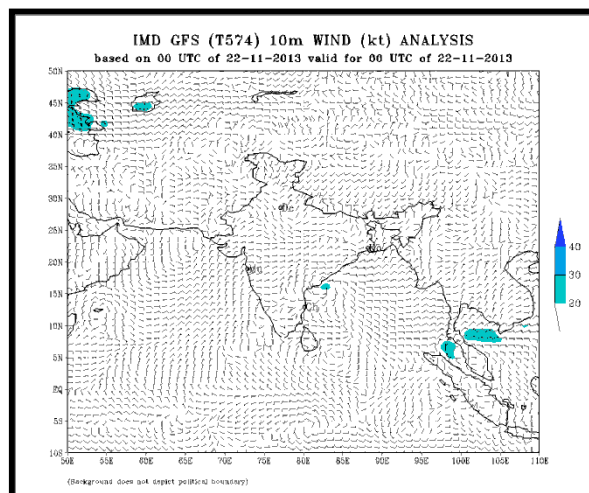 IMD GFS (T574) 10m WIND (kt) ANALYSIS
based on 00 UTC of 22-11-2013 valid for 00 UTC of 22-11-2013
50N
45N
40N
35N
30N
25N
20N
15N
10N
5N
EQ
5S
10S
50E 55E 60E 65E 70E 75E 80E 85E 90E 95E 100E 105E 110E
40
30
20
(Background does not depict political boundary)